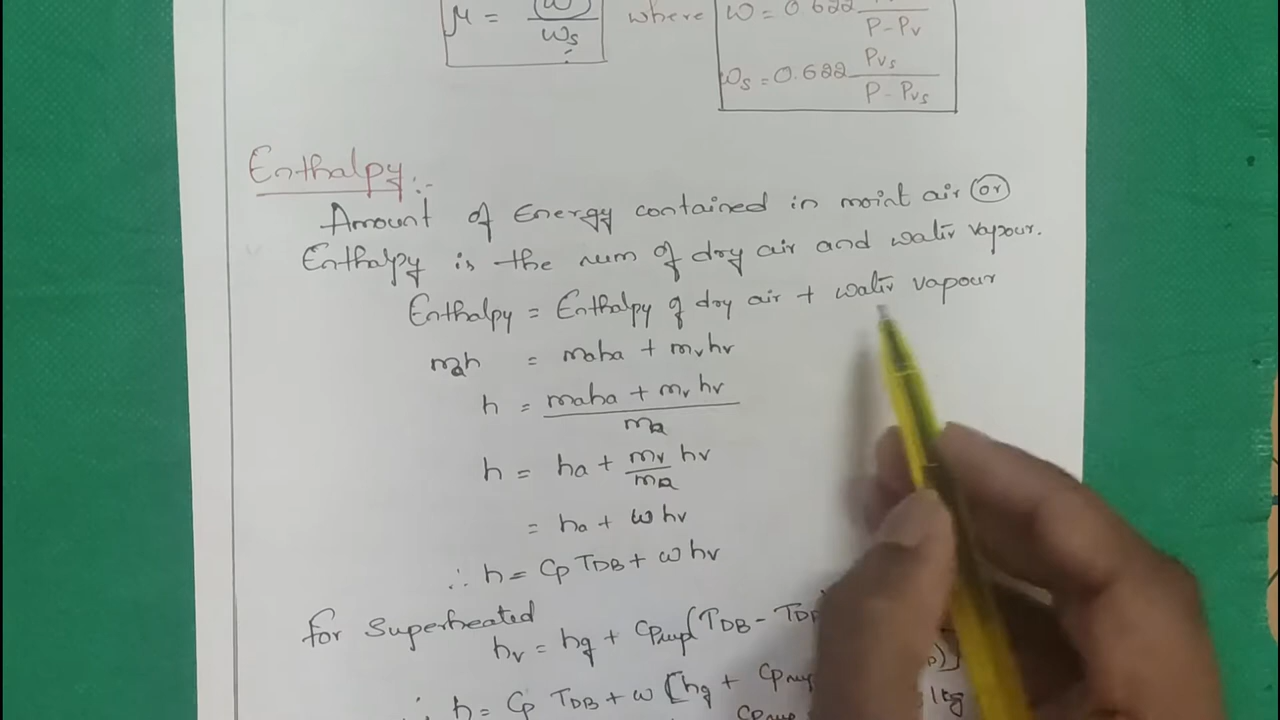 μ = ω/ωs where ω = 0.622 /P-Pv
ωs = 0.622 Pvs/P-Pvs
Enthalpy:-
Amount of Energy contained in moist air (or)
Enthalpy is the sum of dry air and water vapour.
Enthalpy = Enthalpy of dry air + water vapour
mah = maha + mvhv
h = maha + mvhv/ma
h = ha + mv/ma hv
= ha + ω hv
∴ h = Cp TDB + ω hv
for Superheated
hv = hg + Cpsup(TDB - TDP
∴ h = Cp TDB + ω [hg + Cpsup
1kg